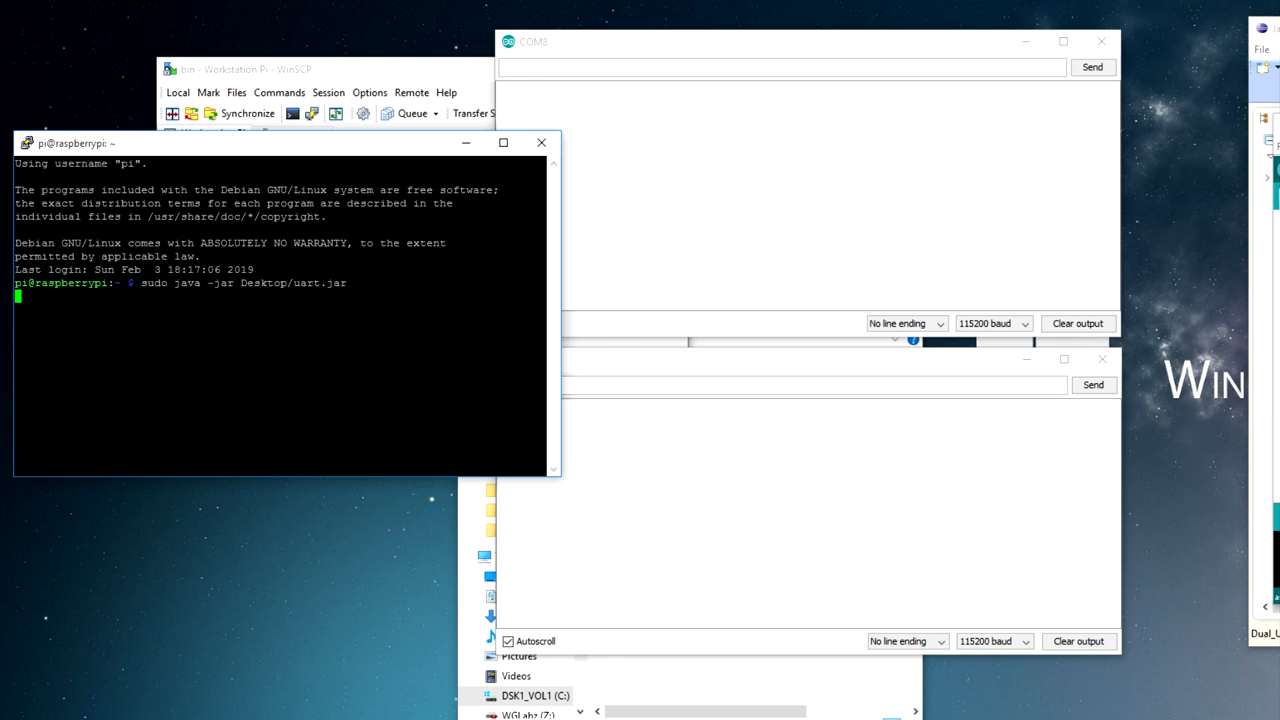 COM8
Send
bin - Workstation Pi - WinSCP
Local Mark Files Commands Session Options Remote Help
Synchronize
Queue
Transfer S
File
pi@raspberrypi: ~
Using username "pi".
The programs included with the Debian GNU/Linux system are free software;
the exact distribution terms for each program are described in the
individual files in /usr/share/doc/*/copyright.
Debian GNU/Linux comes with ABSOLUTELY NO WARRANTY, to the extent
permitted by applicable law.
Last login: Sun Feb  3 18:17:06 2019
pi@raspberrypi:~ $ sudo java -jar Desktop/uart.jar
No line ending
115200 baud
Clear output
Send
WIN
Autoscroll
No line ending
115200 baud
Clear output
Pictures
Videos
DSK1_VOL1 (C:)
WGLabz (Z:)
Dual_U